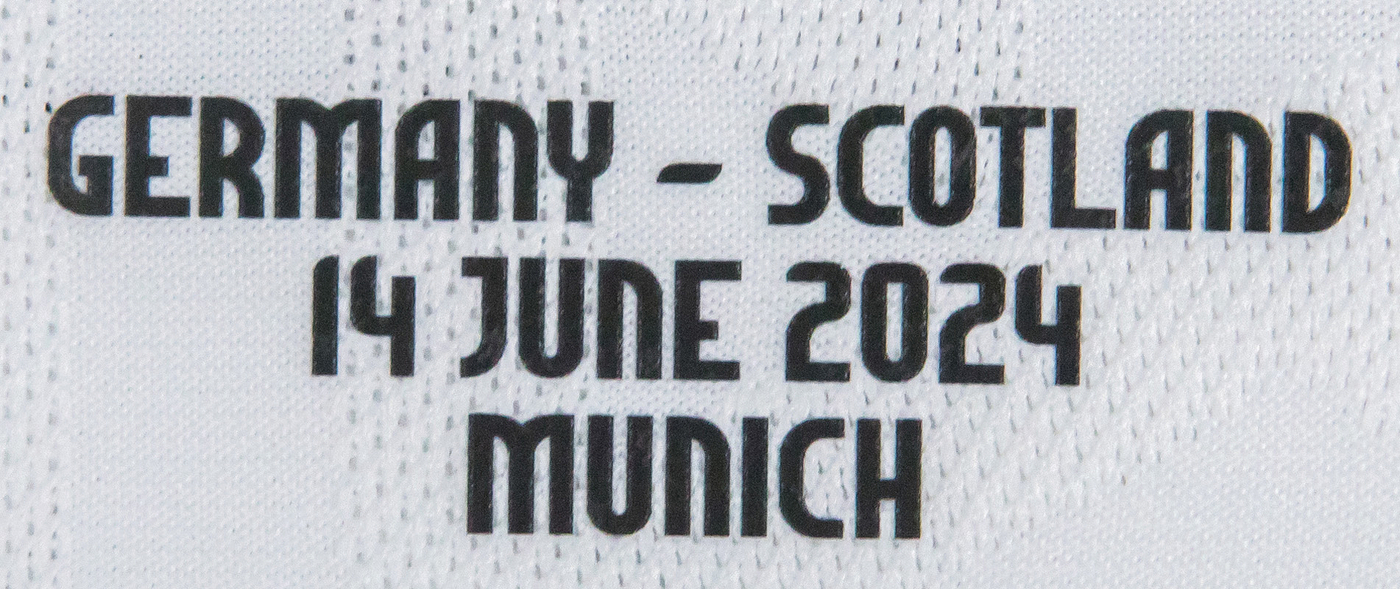 GERMANY - SCOTLAND
14 JUNE 2024
MUNICH